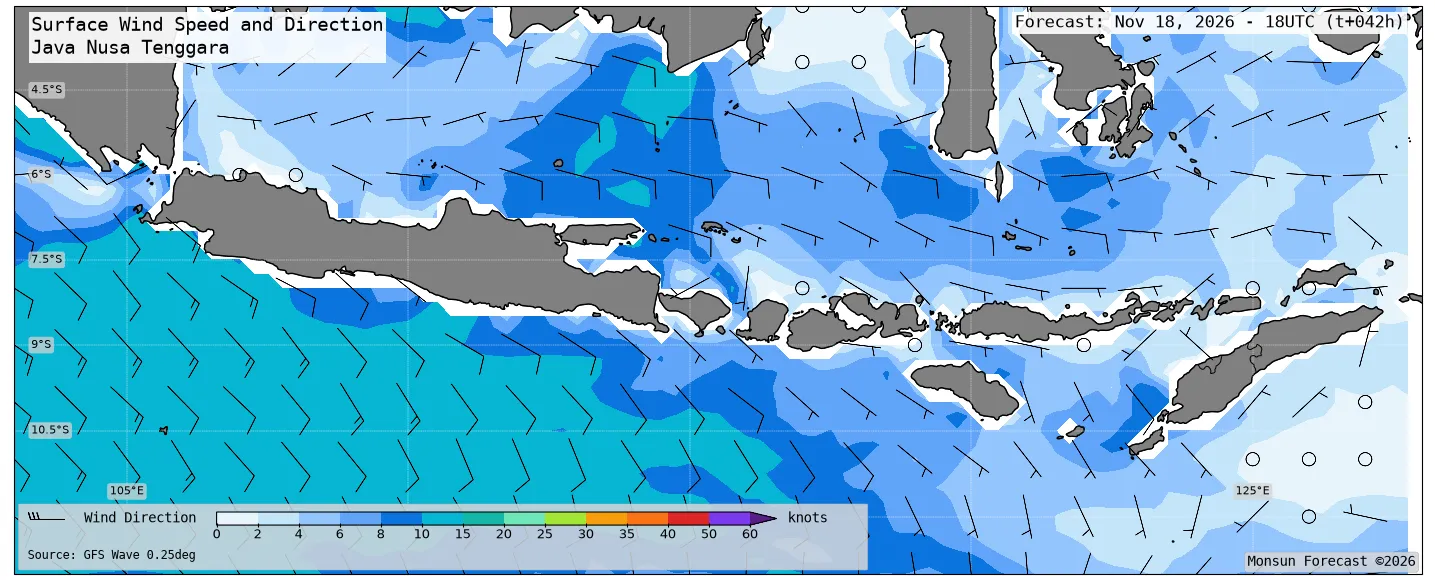 Surface Wind Speed and Direction
Java Nusa Tenggara
Forecast: Nov 18, 2026 - 18UTC (t+042h)
4.5°S
6°S
7.5°S
9°S
10.5°S
105°E
125°E
Wind Direction
0 2 4 6 8 10 15 20 25 30 35 40 50 60
knots
Source: GFS Wave 0.25deg
Monsun Forecast ©2026